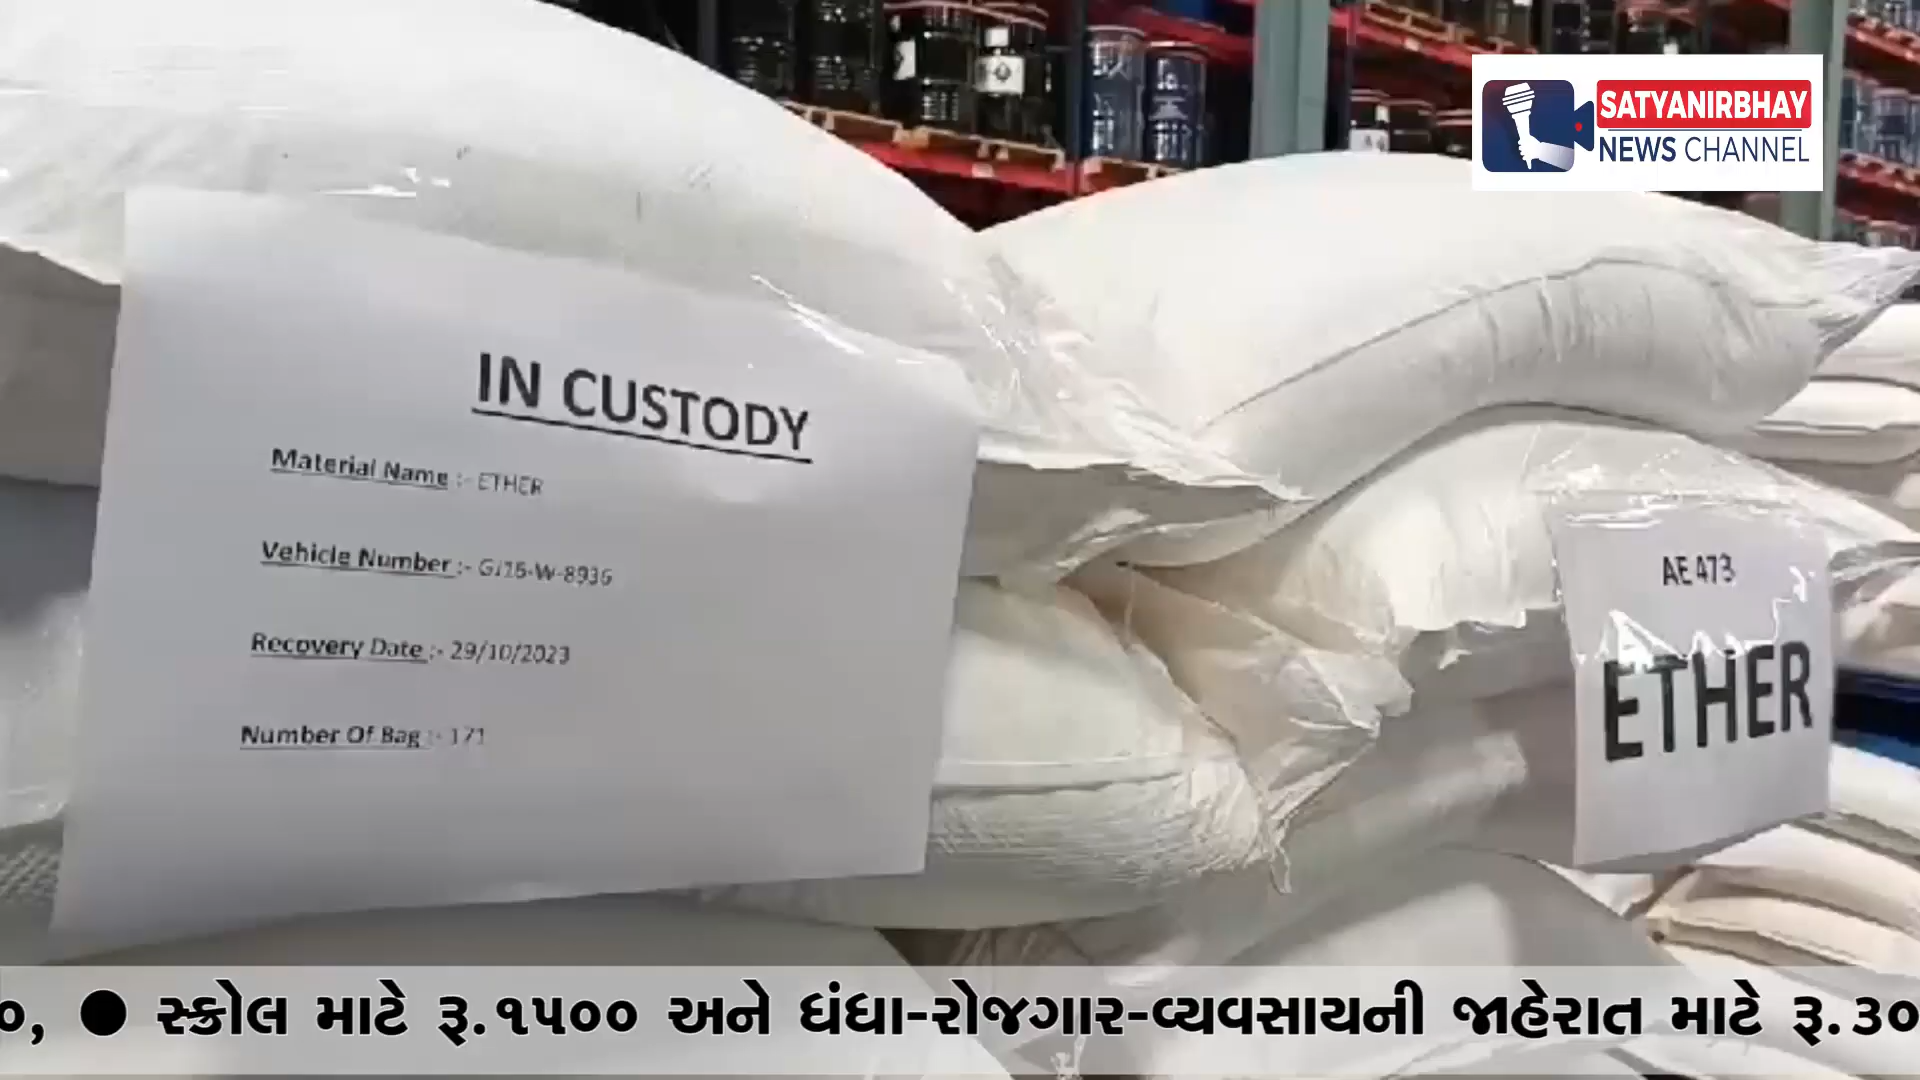 SATYANIRBHAY
NEWS CHANNEL
IN CUSTODY
Material Name :- ETHER
Vehicle Number :- GJ15-W-8936
Recovery Date :- 29/10/2023
Number Of Bag :- 171
AE 473
ETHER
૦, ● સ્ક્રોલ માટે રૂ.૧૫૦૦ અને ધંધા-રોજગાર-વ્યવસાયની જાહેરાત માટે રૂ.૩૦